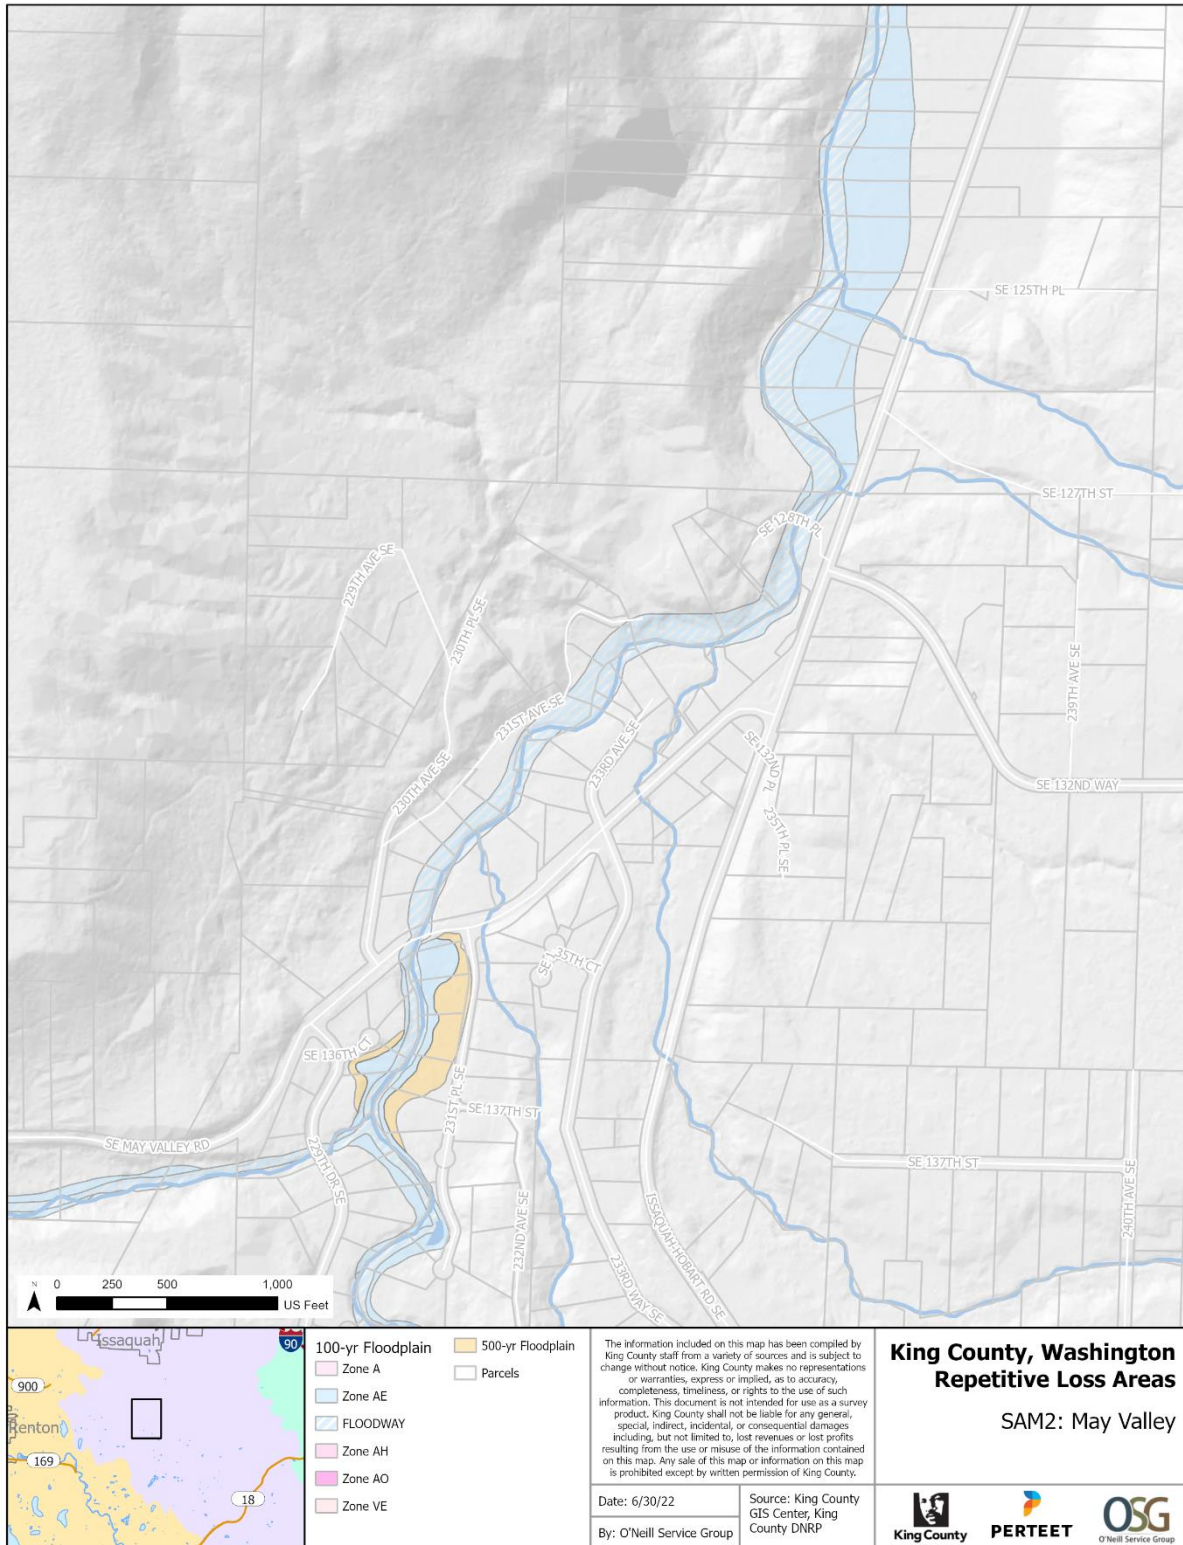 SE 125TH PL
SE 127TH ST
SE 128TH PL
229TH AVE SE
230TH PL SE
239TH AVE SE
231ST AVE SE
233RD AVE SE
SE 132ND PL
230TH AVE SE
SE 132ND WAY
235TH PL SE
SE 135TH CT
SE 136TH CT
231ST PL SE
SE 137TH ST
SE MAY VALLEY RD
229TH DR SE
SE 137TH ST
232ND AVE SE
ISSAQUAH-HOBART RD SE
240TH AVE SE
233RD WAY SE
N
0 250 500 1,000
US Feet
Issaquah
90
900
Renton
169
18
100-yr Floodplain
Zone A
Zone AE
FLOODWAY
Zone AH
Zone AO
Zone VE
500-yr Floodplain
Parcels
The information included on this map has been compiled by
King County staff from a variety of sources and is subject to
change without notice. King County makes no representations
or warranties, express or implied, as to accuracy,
completeness, timeliness, or rights to the use of such
information. This document is not intended for use as a survey
product. King County shall not be liable for any general,
special, indirect, incidental, or consequential damages
including, but not limited to, lost revenues or lost profits
resulting from the use or misuse of the information contained
on this map. Any sale of this map or information on this map
is prohibited except by written permission of King County.
Date: 6/30/22
By: O'Neill Service Group
Source: King County
GIS Center, King
County DNRP
King County, Washington
Repetitive Loss Areas
SAM2: May Valley
King County
PERTEET
OSG
O'Neill Service Group